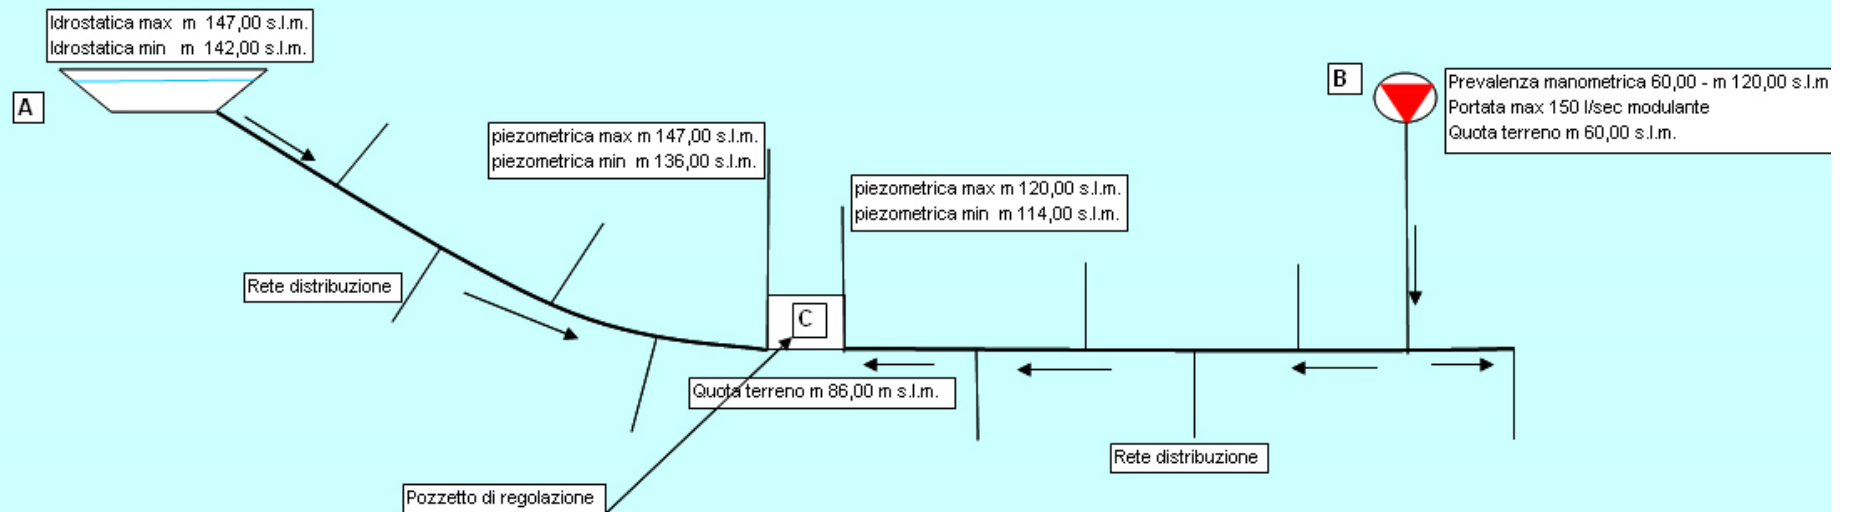 Idrostatica max m 147,00 s.l.m.
Idrostatica min m 142,00 s.l.m.
A
B
Prevalenza manometrica 60,00 - m 120,00 s.l.m
Portata max 150 l/sec modulante
Quota terreno m 60,00 s.l.m.
piezometrica max m 147,00 s.l.m.
piezometrica min m 136,00 s.l.m.
piezometrica max m 120,00 s.l.m.
piezometrica min m 114,00 s.l.m.
Rete distribuzione
C
Quota terreno m 86,00 m s.l.m.
Rete distribuzione
Pozzetto di regolazione